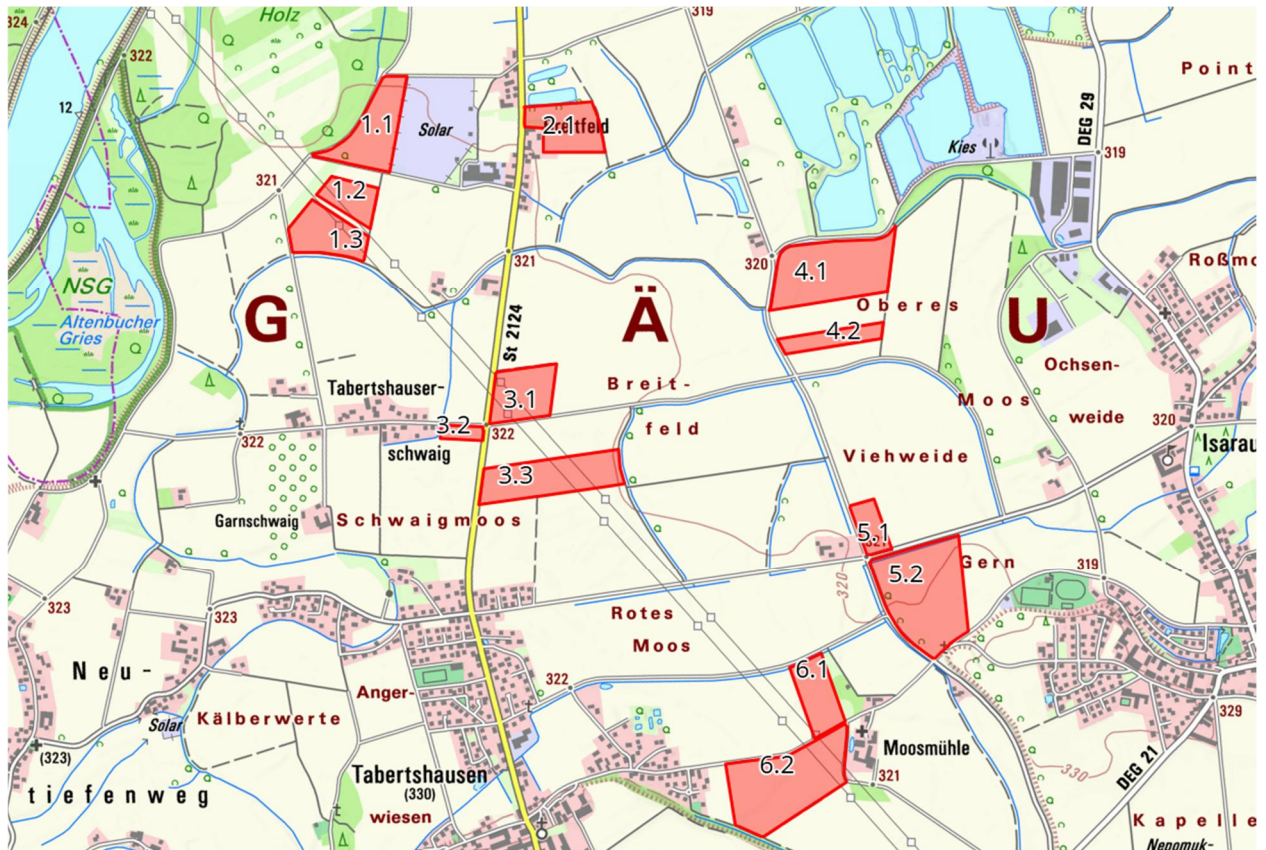 324
Holz
319
322
12
1.1
Solar
2.1
Point
DEG 29
Kies
319
321
1.2
1.3
321
320
4.1
Roßmo
NSG
Altenbucher
Gries
G
Ä
U
St 2124
Oberes
4.2
Ochsen-
weide
Tabertshauser-
schwaig
Breit-
feld
3.1
Moos
3.2
322
322
320
Isarau
3.3
Viehweide
Garnschwaig
Schwaigmoos
5.1
5.2
Gern
320
319
323
323
Rotes
Moos
Neu-
tiefenweg
Anger-
wiesen
322
6.1
Solar
Kälberwerte
329
(323)
Moosmühle
6.2
321
330
DEG 21
Tabertshausen
(330)
Kapelle
Nepomuk-